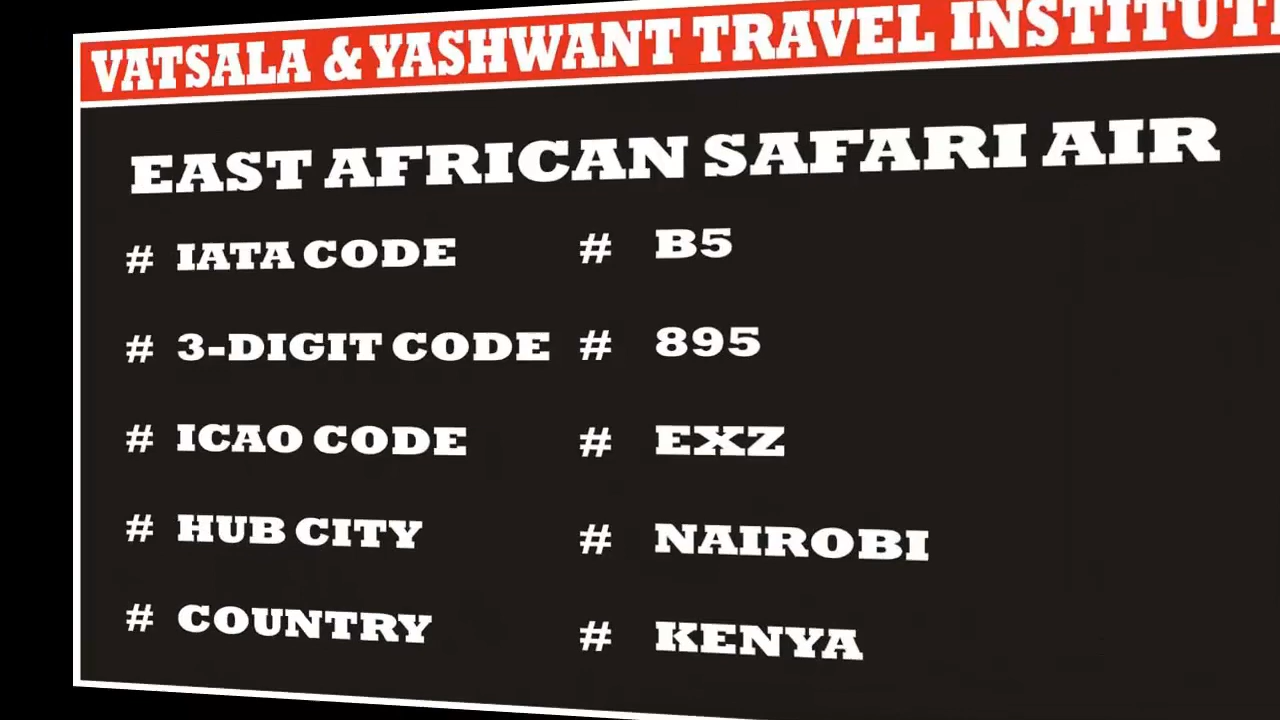 VATSALA & YASHWANT TRAVEL INSTITUT
EAST AFRICAN SAFARI AIR
# IATA CODE # B5
# 3-DIGIT CODE # 895
# ICAO CODE # EXZ
# HUB CITY # NAIROBI
# COUNTRY # KENYA